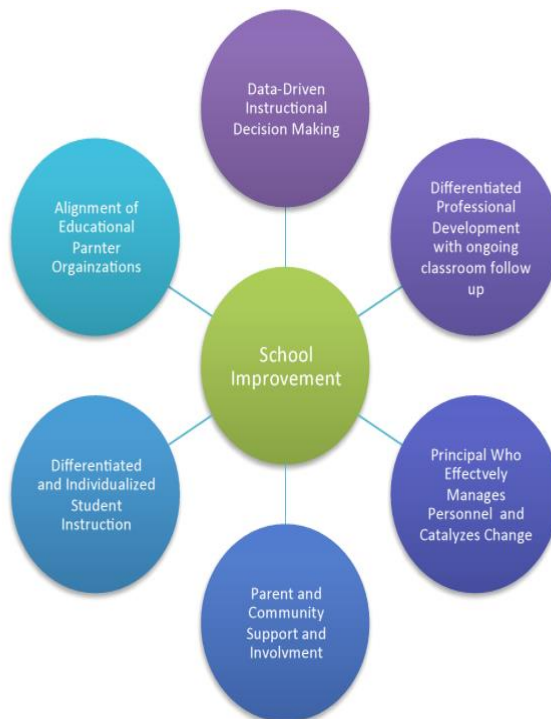 Data-Driven
Instructional
Decision Making
Differentiated
Professional
Development
with ongoing
classroom follow
up
Principal Who
Effectvely
Manages
Personnel and
Catalyzes Change
Parent and
Community
Support and
Involvment
Differentiated
and Individualized
Student
Instruction
Alignment of
Educational
Parnter
Orgainzations
School
Improvement